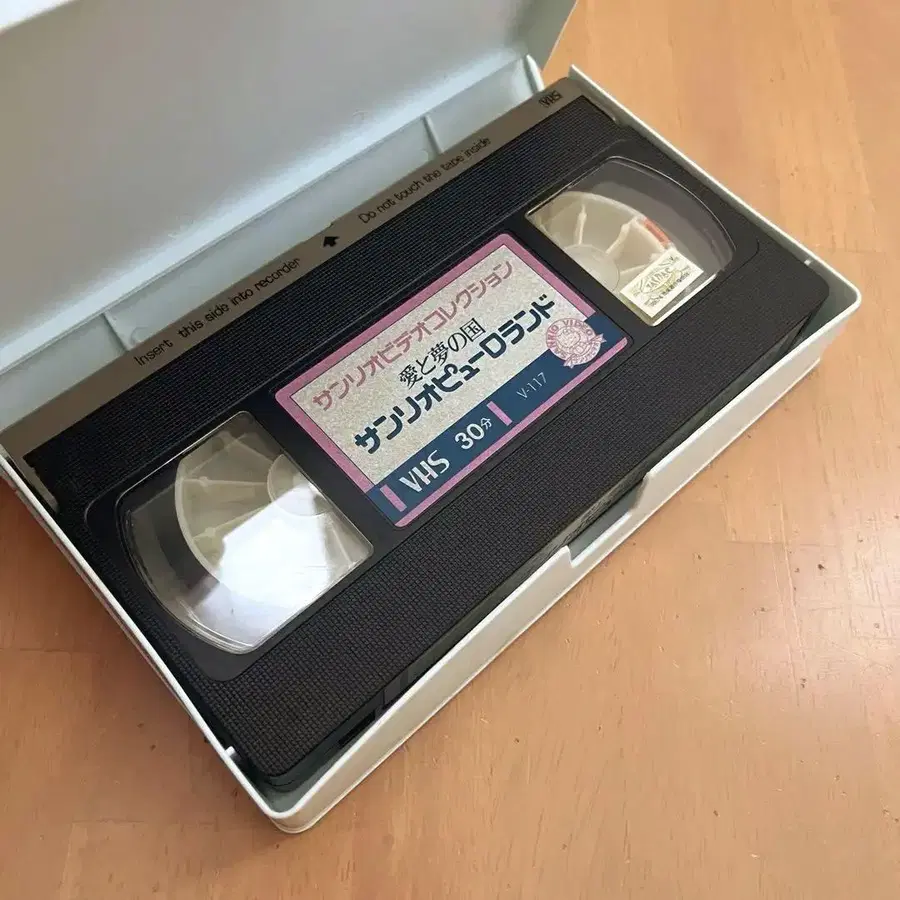 VHS
Do not touch the tape inside
Insert this side into recorder
サンリオビデオコレクション
愛と夢の国
サンリオピューロランド
VHS 30分
V-117